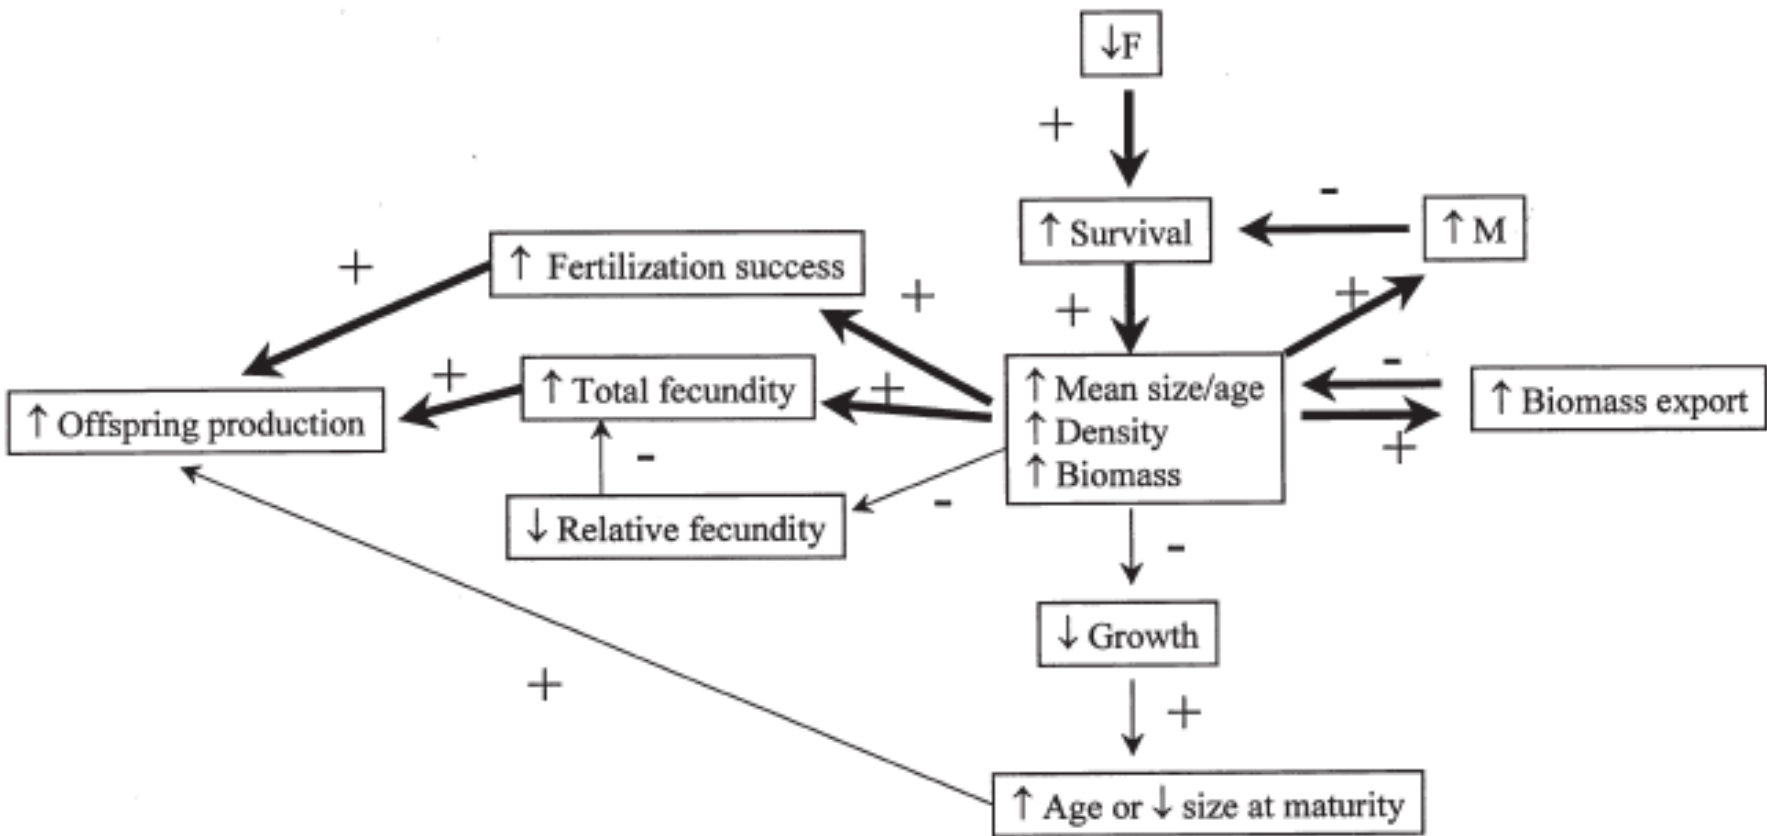 ↓F
+
-
↑ Survival
↑ M
↑ Fertilization success
+
+
+
+
↑ Mean size/age
↑ Density
↑ Biomass
-
↑ Biomass export
+
↑ Total fecundity
+
+
↑ Offspring production
-
↓ Relative fecundity
-
-
↓ Growth
+
+
↑ Age or ↓ size at maturity